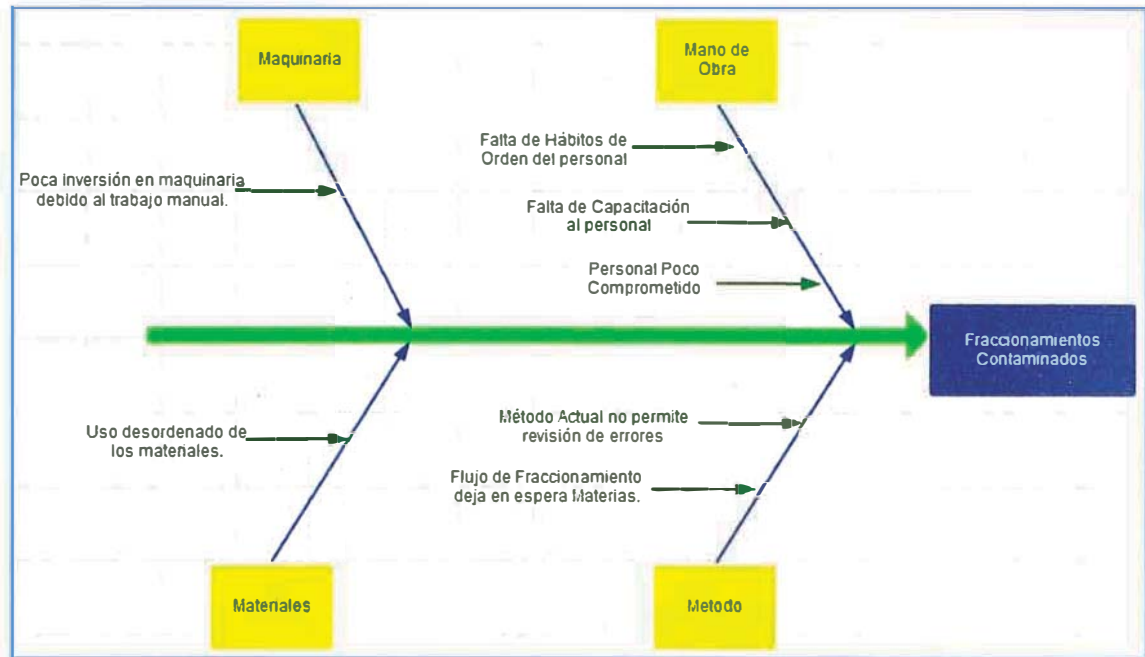 Maquinaria
Mano de
Obra
Falta de Hábitos de
Orden del personal
Poca inversión en maquinaria
debido al trabajo manual.
Falta de Capacitación
al personal
Personal Poco
Comprometido
Fraccionamientos
Contaminados
Uso desordenado de
los materiales.
Método Actual no permite
revisión de errores
Flujo de Fraccionamiento
deja en espera Materias.
Materiales
Metodo